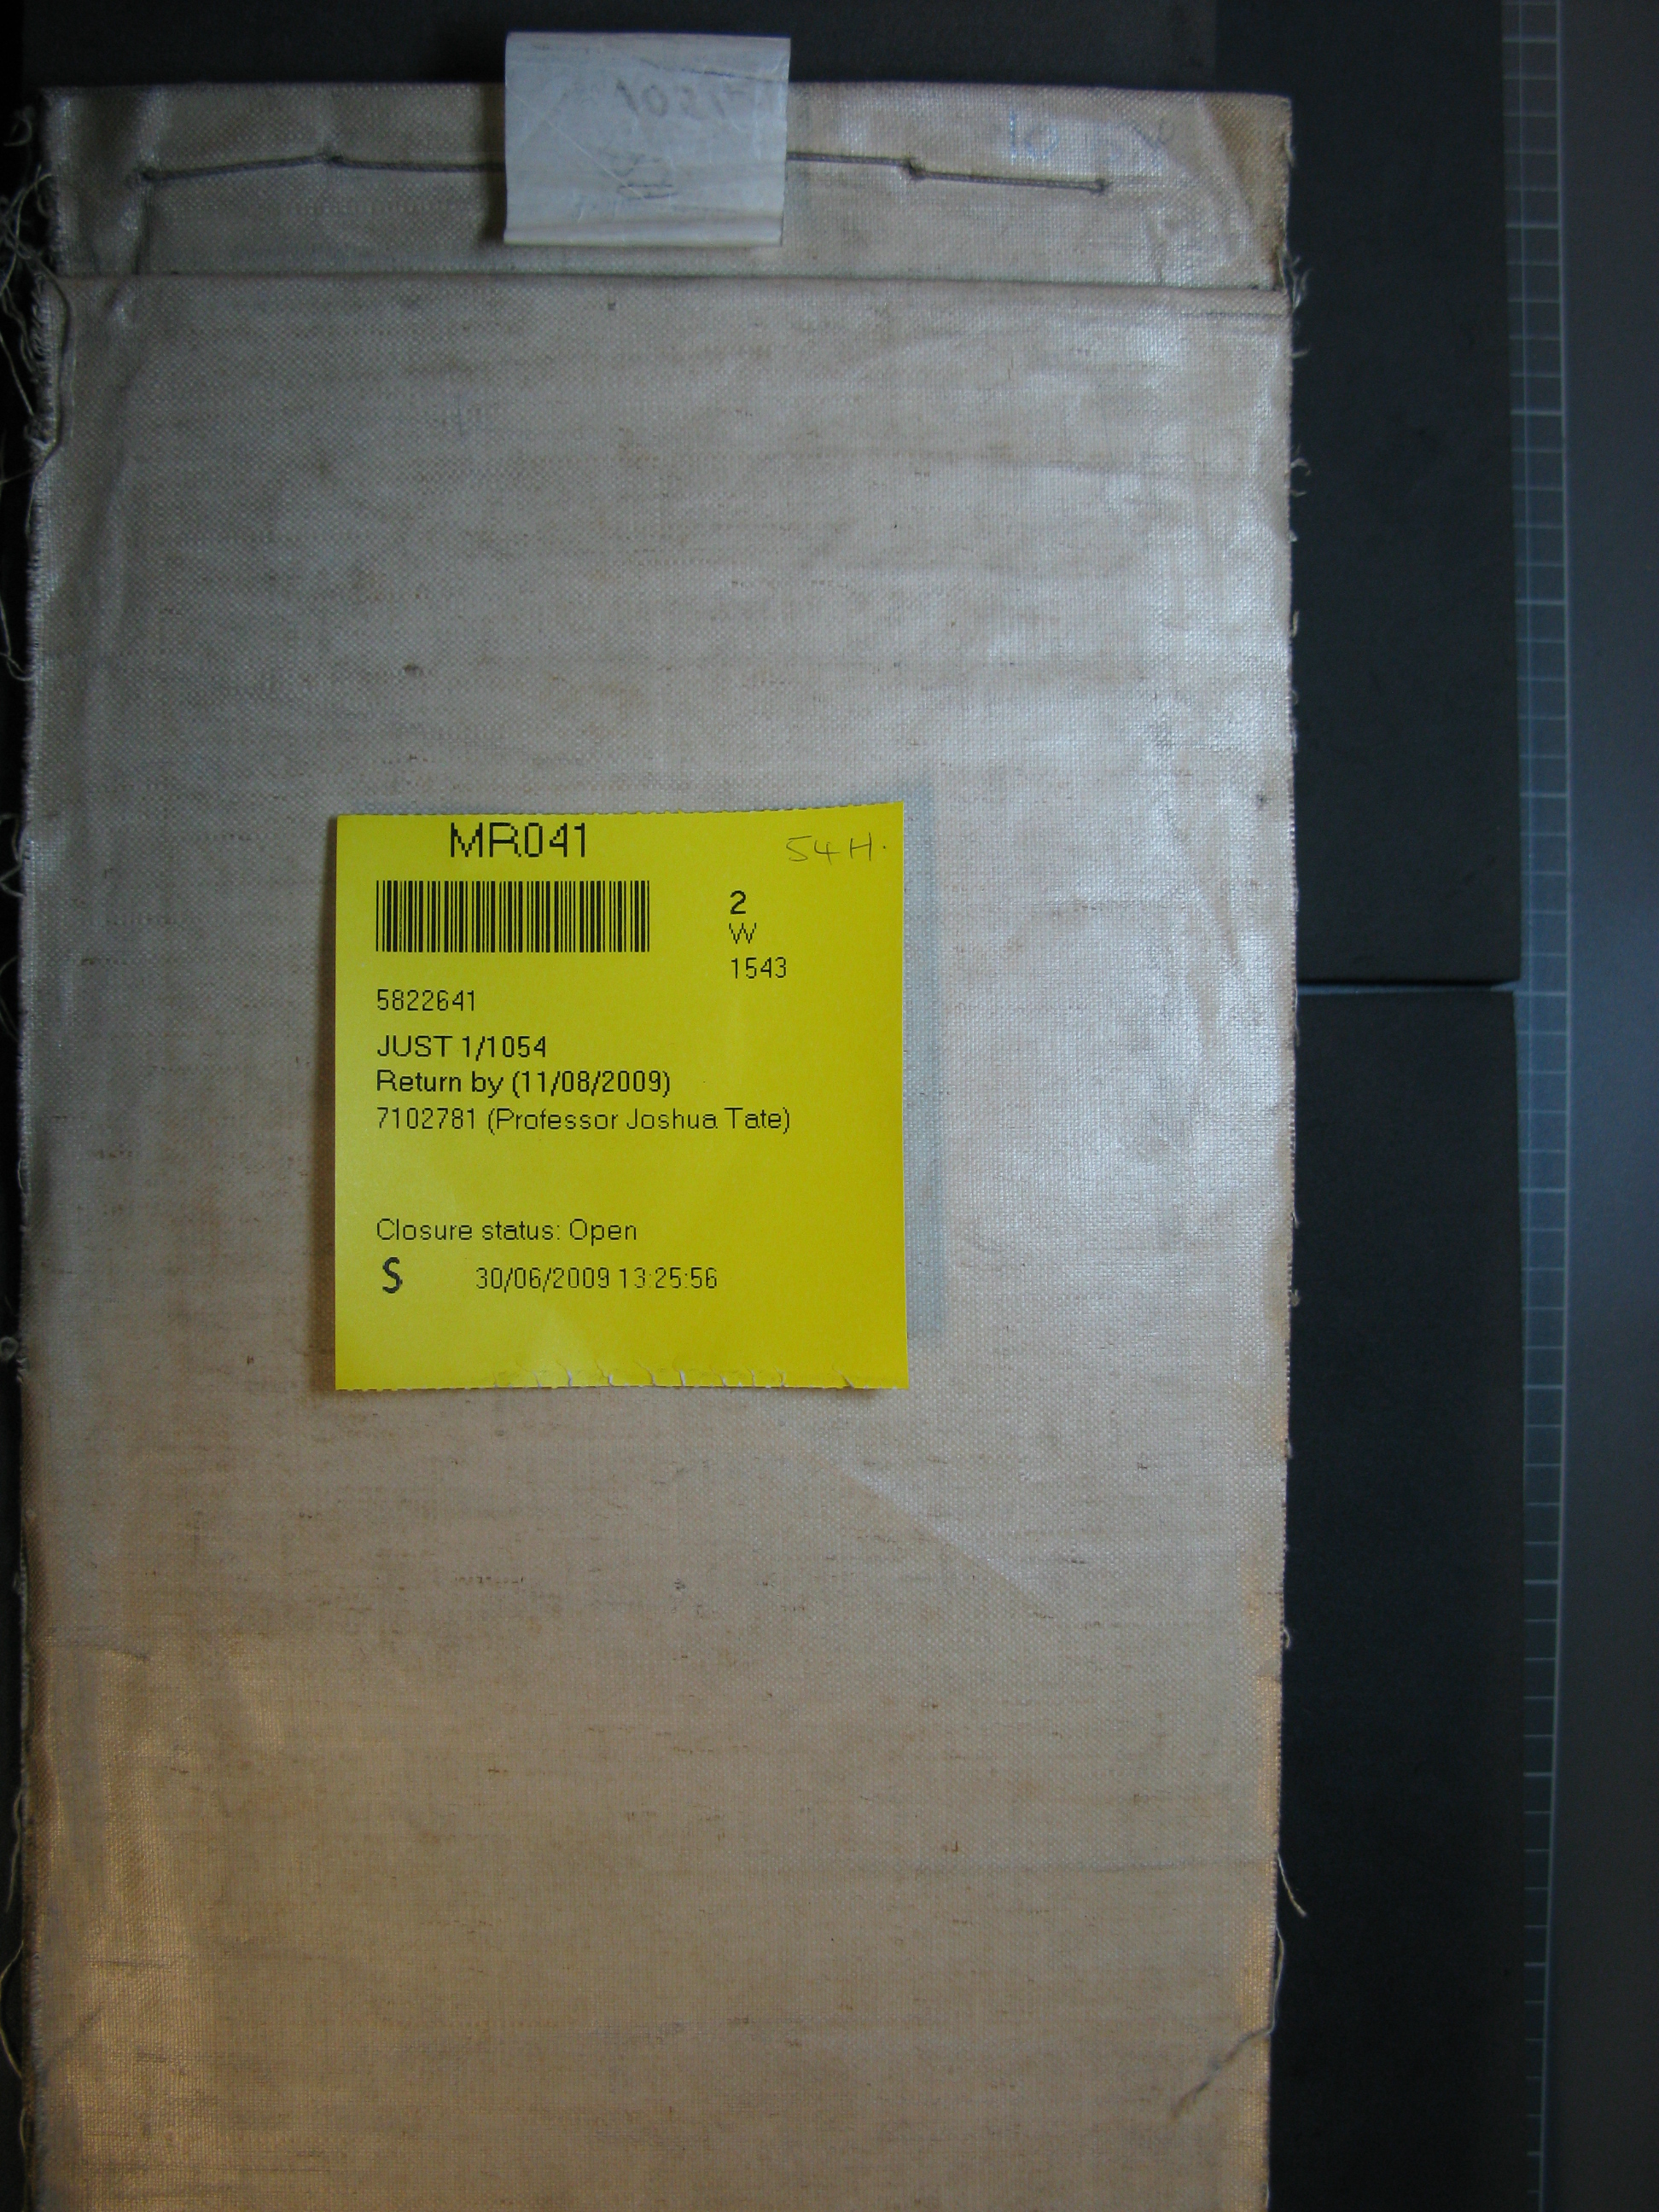 MR041
54H.
2
W
1543
5822641
JUST 1/1054
Return by (11/08/2009)
7102781 (Professor Joshua Tate)
Closure status: Open
S 30/06/2009 13:25:56